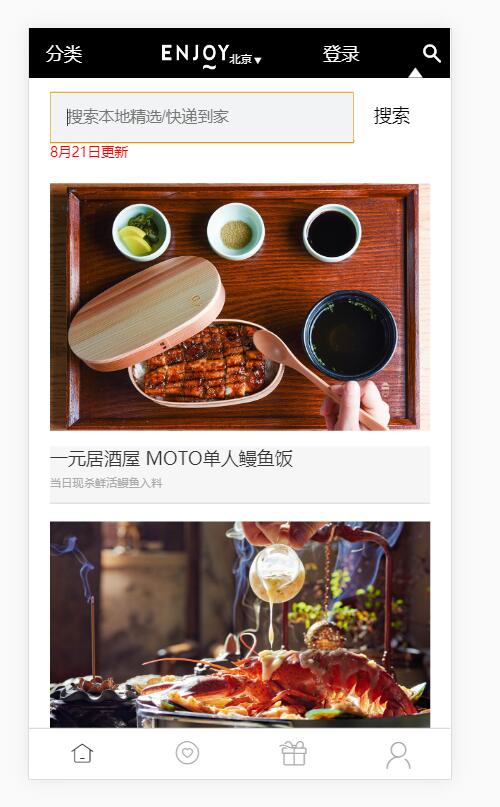 分类
ENJOY 北京▼
登录
搜索本地精选/快递到家
搜索
8月21日更新
一元居酒屋 MOTO单人鳗鱼饭
当日现杀鲜活鳗鱼入料